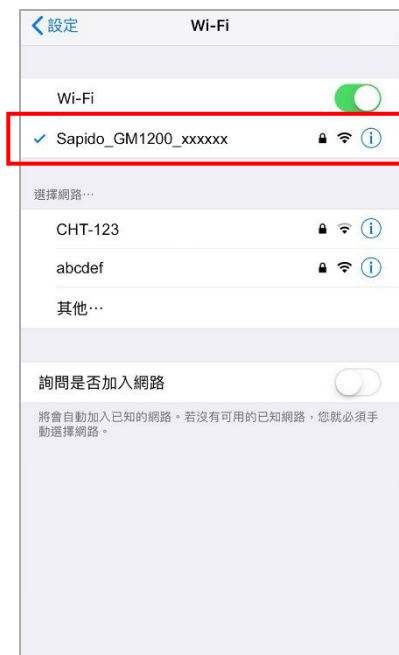 設定
Wi-Fi
Wi-Fi
Sapido_GM1200_xxxxxx
選擇網路⋯
CHT-123
abcdef
其他⋯
詢問是否加入網路
將會自動加入已知的網路。若沒有可用的已知網路，您就必須手
動選擇網路。